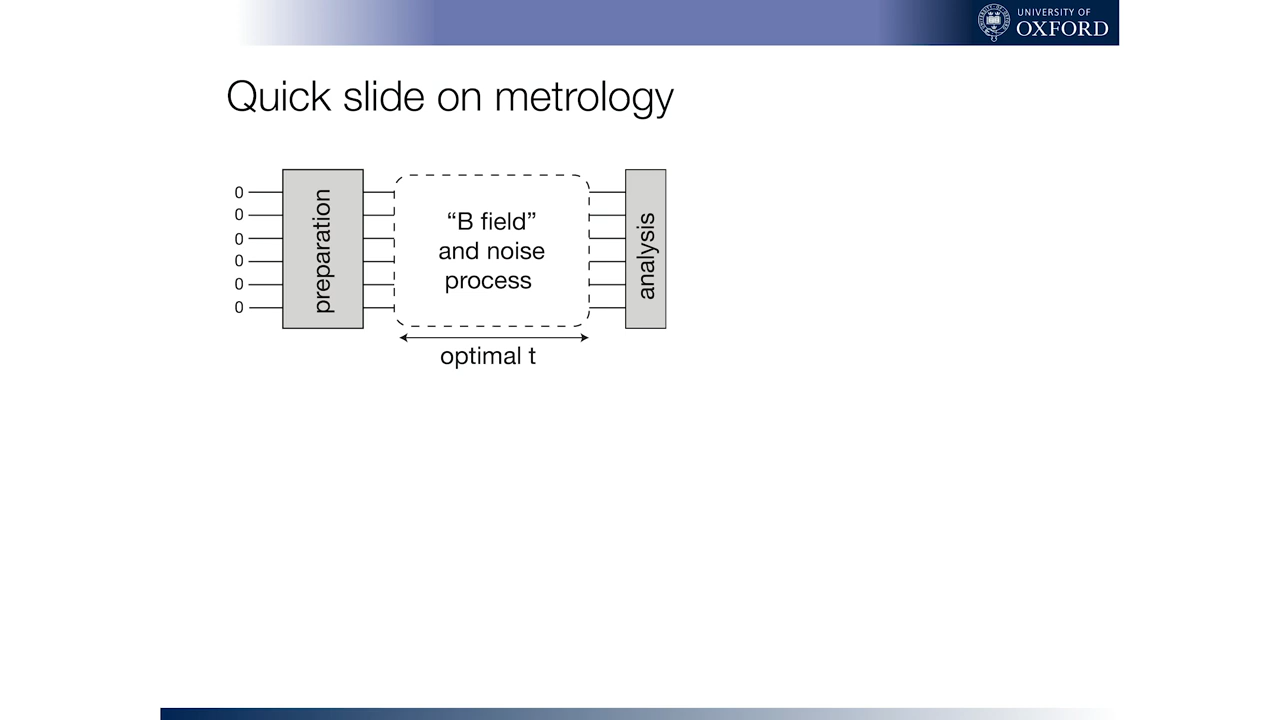 UNIVERSITY OF
OXFORD
Quick slide on metrology
0
0
0
0
0
0
preparation
“B field”
and noise
process
analysis
optimal t